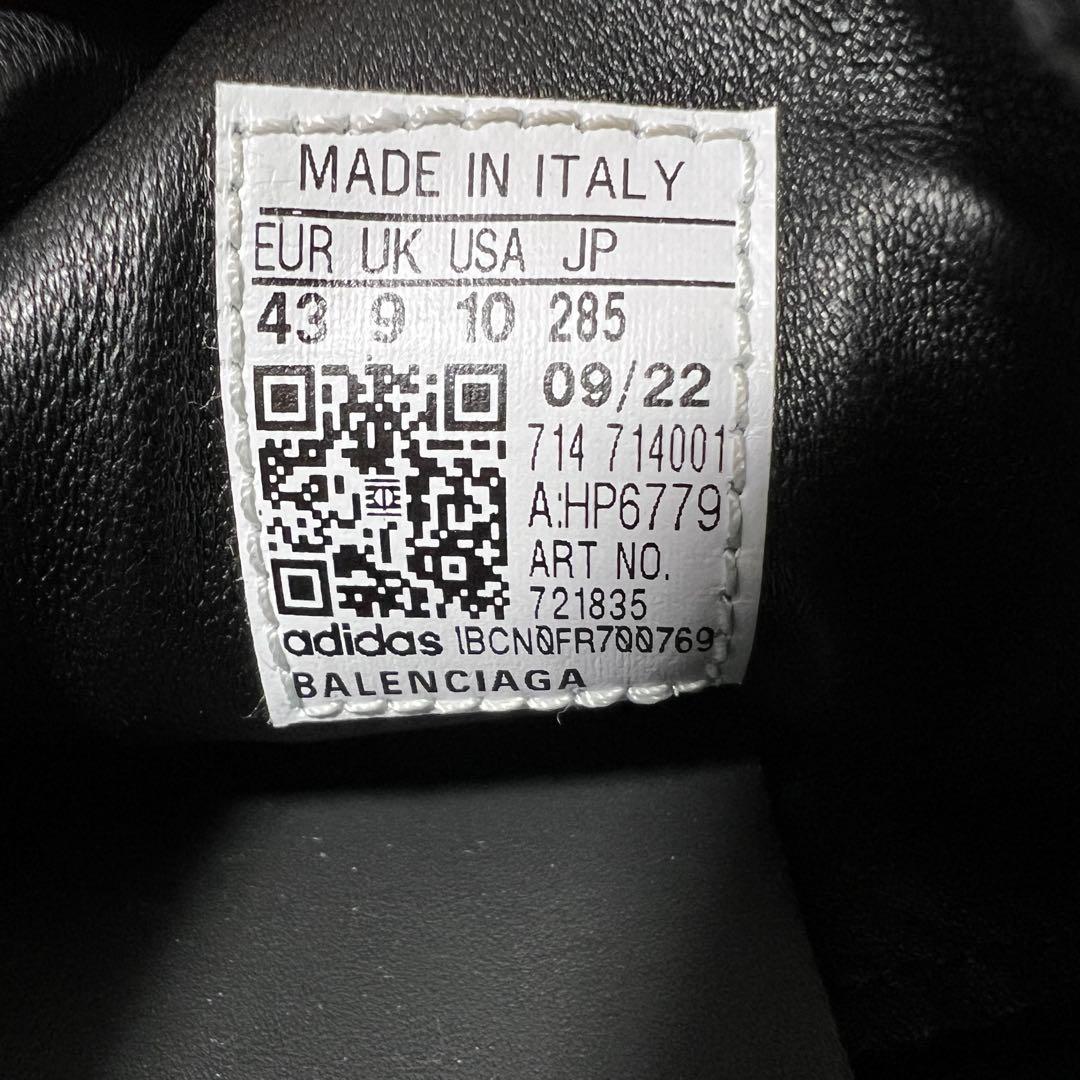 MADE IN ITALY
EUR UK USA JP
43 9 10 285
09/22
714 714001
A:HP6779
ART NO.
721835
adidas IBCN0FR700769
BALENCIAGA